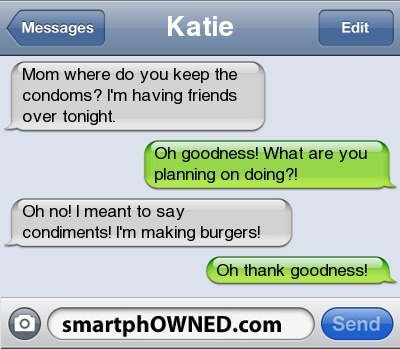 Messages Katie Edit
Mom where do you keep the
condoms? I'm having friends
over tonight.
Oh goodness! What are you
planning on doing?!
Oh no! I meant to say
condiments! I'm making burgers!
Oh thank goodness!
smartphOWNED.com Send